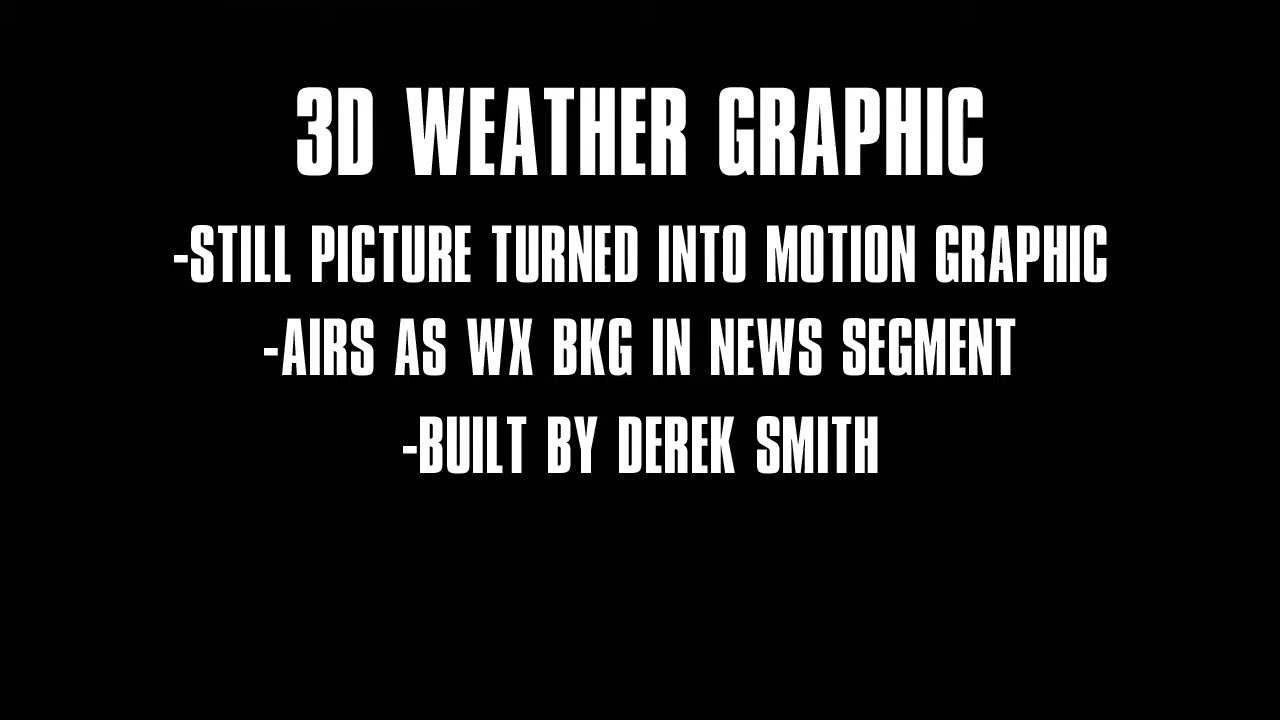 3D WEATHER GRAPHIC
-STILL PICTURE TURNED INTO MOTION GRAPHIC
-AIRS AS WX BKG IN NEWS SEGMENT
-BUILT BY DEREK SMITH